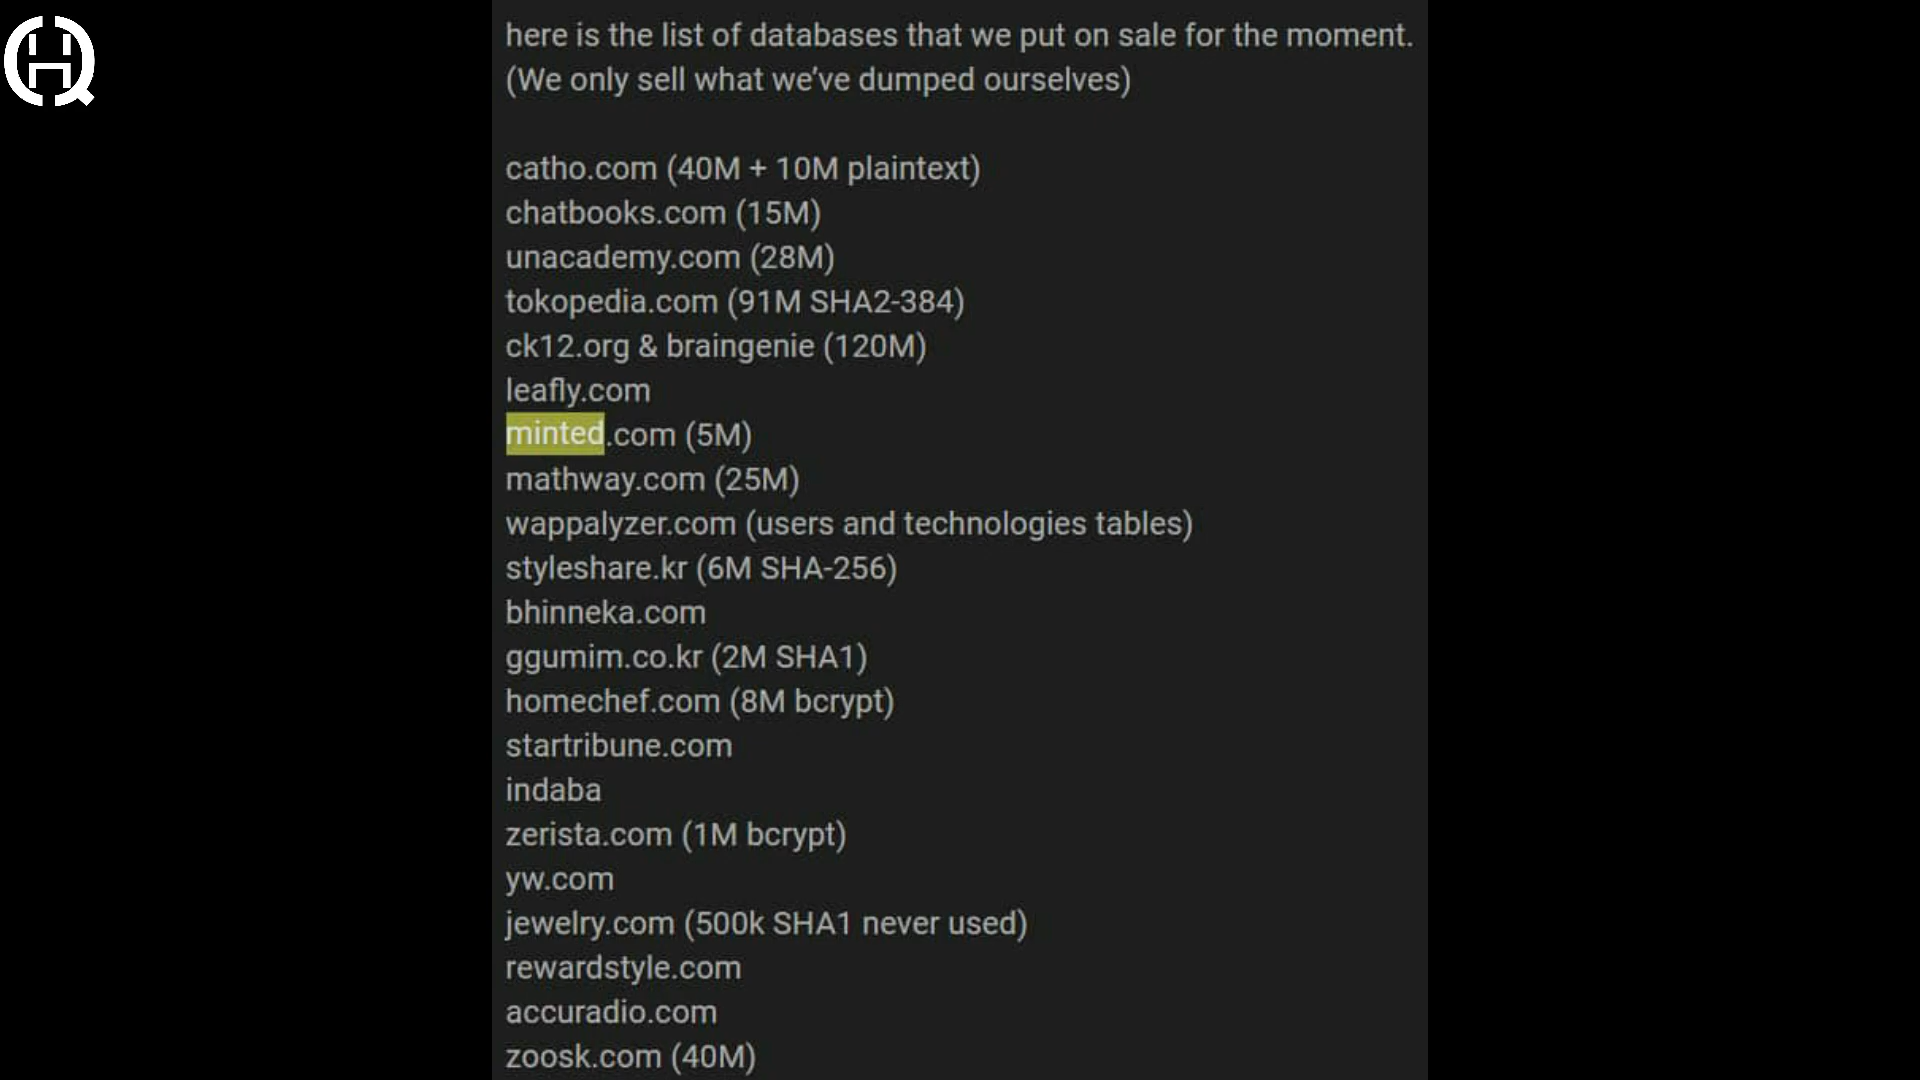 HQ
here is the list of databases that we put on sale for the moment.
(We only sell what we’ve dumped ourselves)
catho.com (40M + 10M plaintext)
chatbooks.com (15M)
unacademy.com (28M)
tokopedia.com (91M SHA2-384)
ck12.org & braingenie (120M)
leafly.com
minted.com (5M)
mathway.com (25M)
wappalyzer.com (users and technologies tables)
styleshare.kr (6M SHA-256)
bhinneka.com
ggumim.co.kr (2M SHA1)
homechef.com (8M bcrypt)
startribune.com
indaba
zerista.com (1M bcrypt)
yw.com
jewelry.com (500k SHA1 never used)
rewardstyle.com
accuradio.com
zoosk.com (40M)